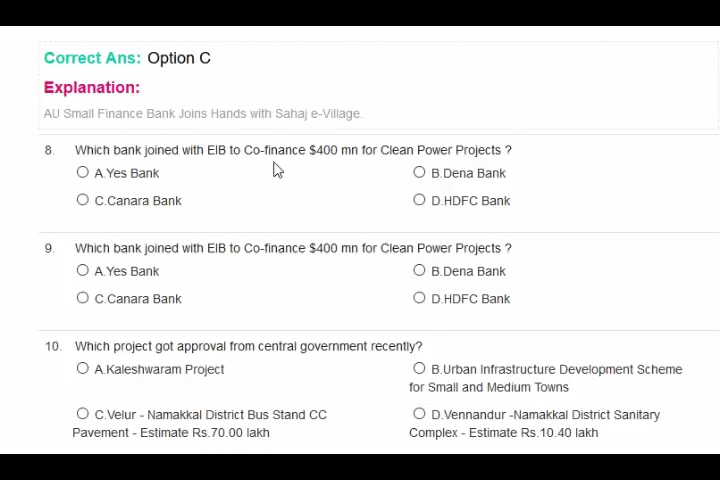 Correct Ans: Option C
Explanation:
AU Small Finance Bank Joins Hands with Sahaj e-Village.
8. Which bank joined with EIB to Co-finance $400 mn for Clean Power Projects ?
A.Yes Bank B.Dena Bank
C.Canara Bank D.HDFC Bank
9. Which bank joined with EIB to Co-finance $400 mn for Clean Power Projects ?
A.Yes Bank B.Dena Bank
C.Canara Bank D.HDFC Bank
10. Which project got approval from central government recently?
A.Kaleshwaram Project
B.Urban Infrastructure Development Scheme
for Small and Medium Towns
C.Velur - Namakkal District Bus Stand CC
Pavement - Estimate Rs.70.00 lakh
D.Vennandur -Namakkal District Sanitary
Complex - Estimate Rs.10.40 lakh